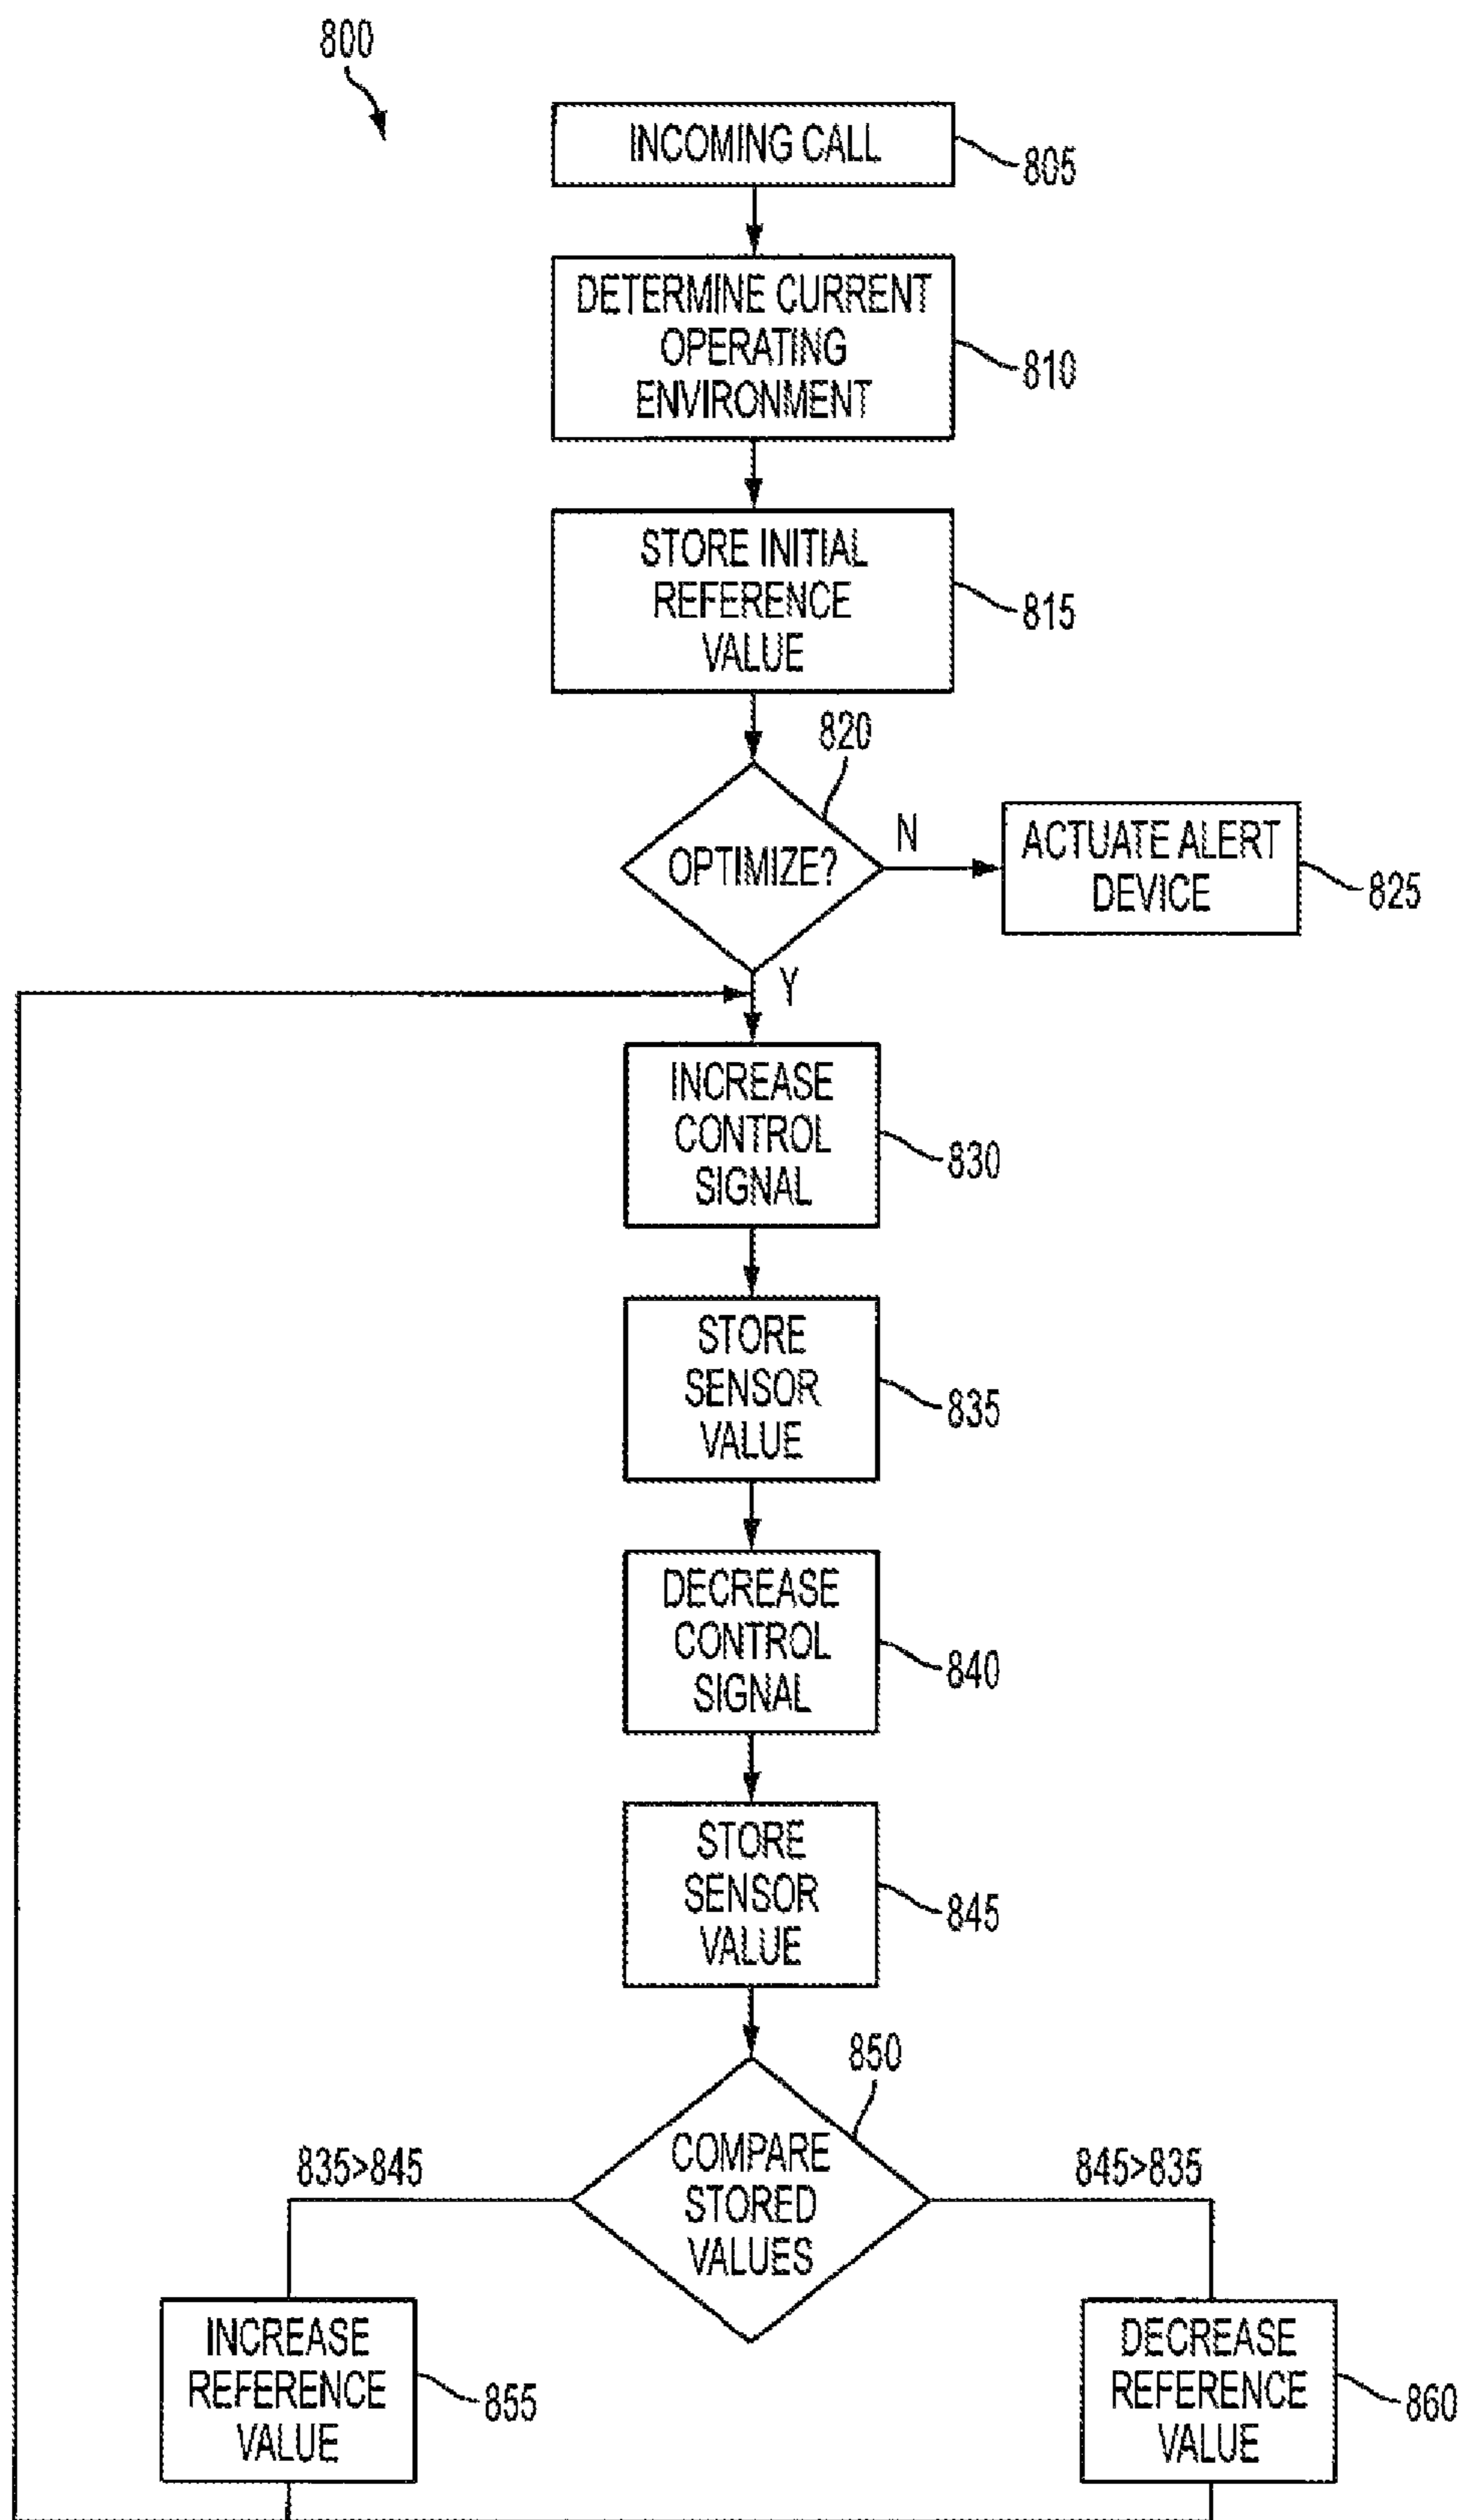 800
INCOMING CALL
805
DETERMINE CURRENT
OPERATING
ENVIRONMENT
810
STORE INITIAL
REFERENCE
VALUE
815
820
OPTIMIZE?
N
ACTUATE ALERT
DEVICE
825
Y
INCREASE
CONTROL
SIGNAL
830
STORE
SENSOR
VALUE
835
DECREASE
CONTROL
SIGNAL
840
STORE
SENSOR
VALUE
845
850
COMPARE
STORED
VALUES
835>845
845>835
INCREASE
REFERENCE
VALUE
855
DECREASE
REFERENCE
VALUE
860